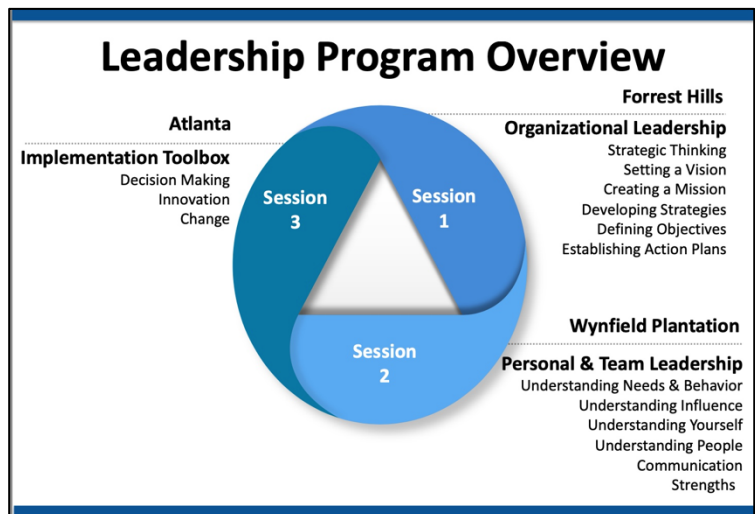 Leadership Program Overview
Forrest Hills
Organizational Leadership
Strategic Thinking
Setting a Vision
Creating a Mission
Developing Strategies
Defining Objectives
Establishing Action Plans
Atlanta
Implementation Toolbox
Decision Making
Innovation
Change
Session
3
Session
1
Session
2
Wynfield Plantation
Personal & Team Leadership
Understanding Needs & Behavior
Understanding Influence
Understanding Yourself
Understanding People
Communication
Strengths